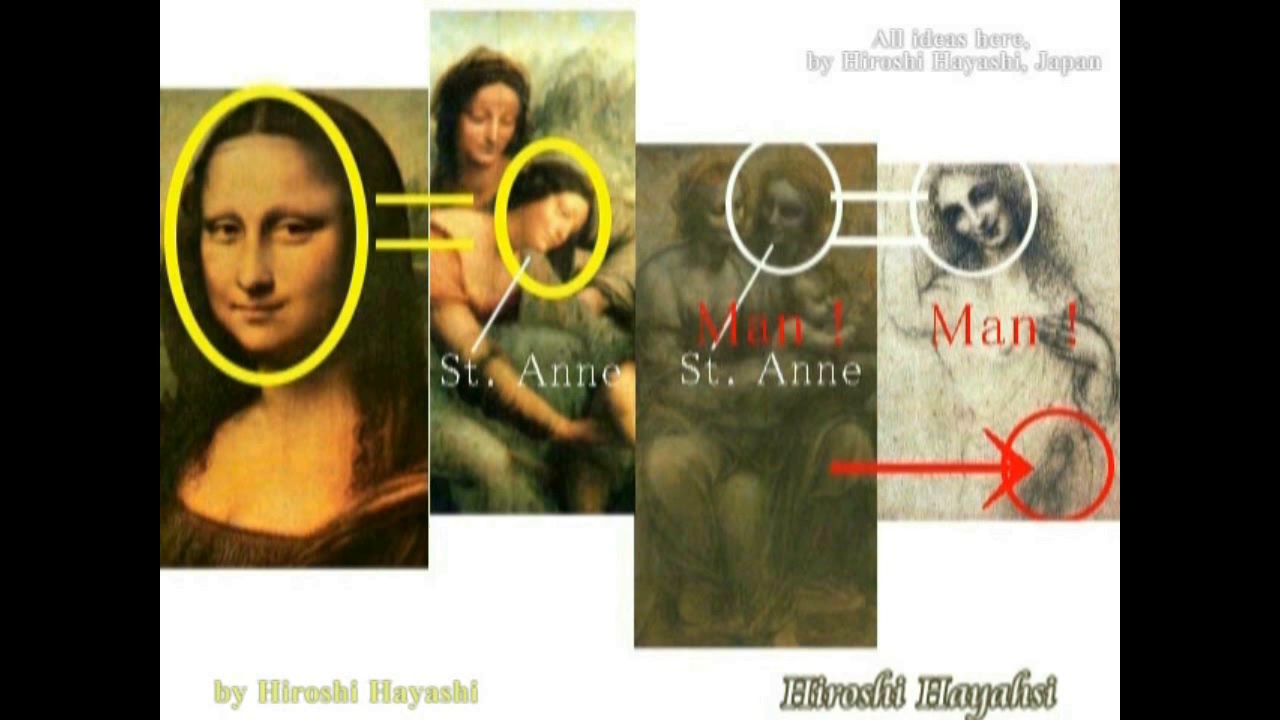 All ideas here,
by Hiroshi Hayashi, Japan
Man !
Man !
St. Anne
St. Anne
by Hiroshi Hayashi
Hiroshi Hayahsi